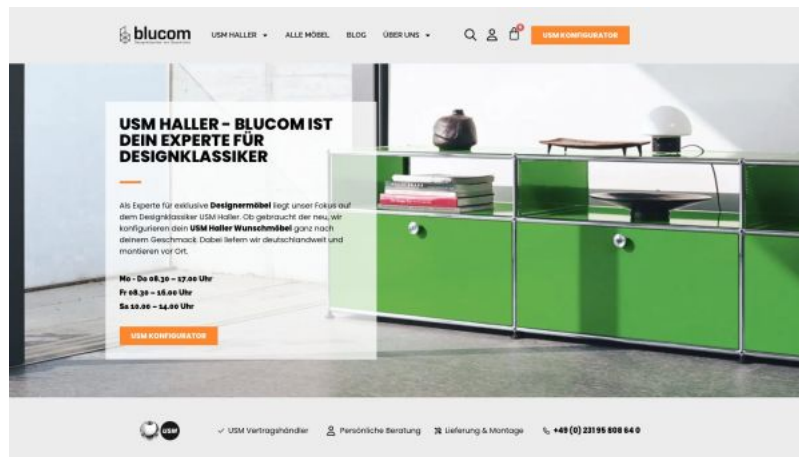 blucom
USM HALLER
ALLE MÖBEL
BLOG
ÜBER UNS
USM KONFIGURATOR
USM HALLER – BLUCOM IST
DEIN EXPERTE FÜR
DESIGNKLASSIKER
Als Experte für exklusive Designermöbel liegt unser Fokus auf
dem Designklassiker USM Haller. Ob gebraucht der neu, wir
konfigurieren dein USM Haller Wunschmöbel ganz nach
deinem Geschmack. Dabei liefern wir deutschlandweit und
montieren vor Ort.
Mo - Do 08.30 – 17.00 Uhr
Fr 08.30 – 16.00 Uhr
Sa 10.00 – 14.00 Uhr
USM KONFIGURATOR
USM
USM Vertragshändler
Persönliche Beratung
Lieferung & Montage
+49 (0) 231 95 808 64 0